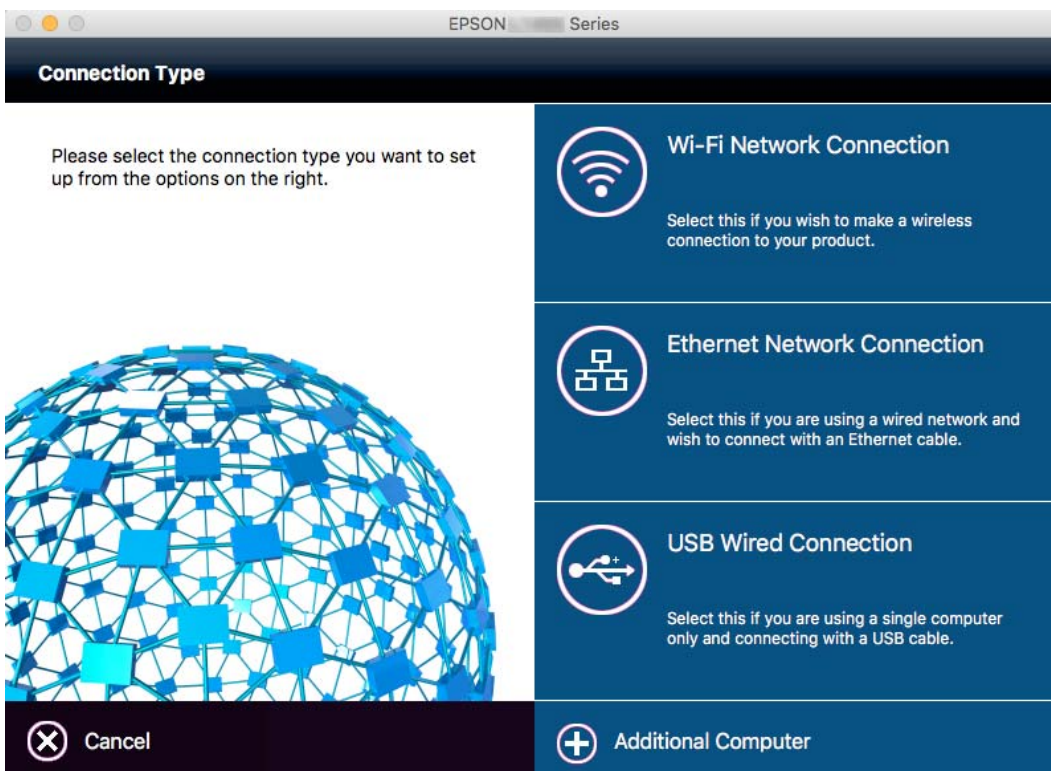 EPSON Series
Connection Type
Please select the connection type you want to set
up from the options on the right.
Wi-Fi Network Connection
Select this if you wish to make a wireless
connection to your product.
Ethernet Network Connection
Select this if you are using a wired network and
wish to connect with an Ethernet cable.
USB Wired Connection
Select this if you are using a single computer
only and connecting with a USB cable.
Cancel
Additional Computer